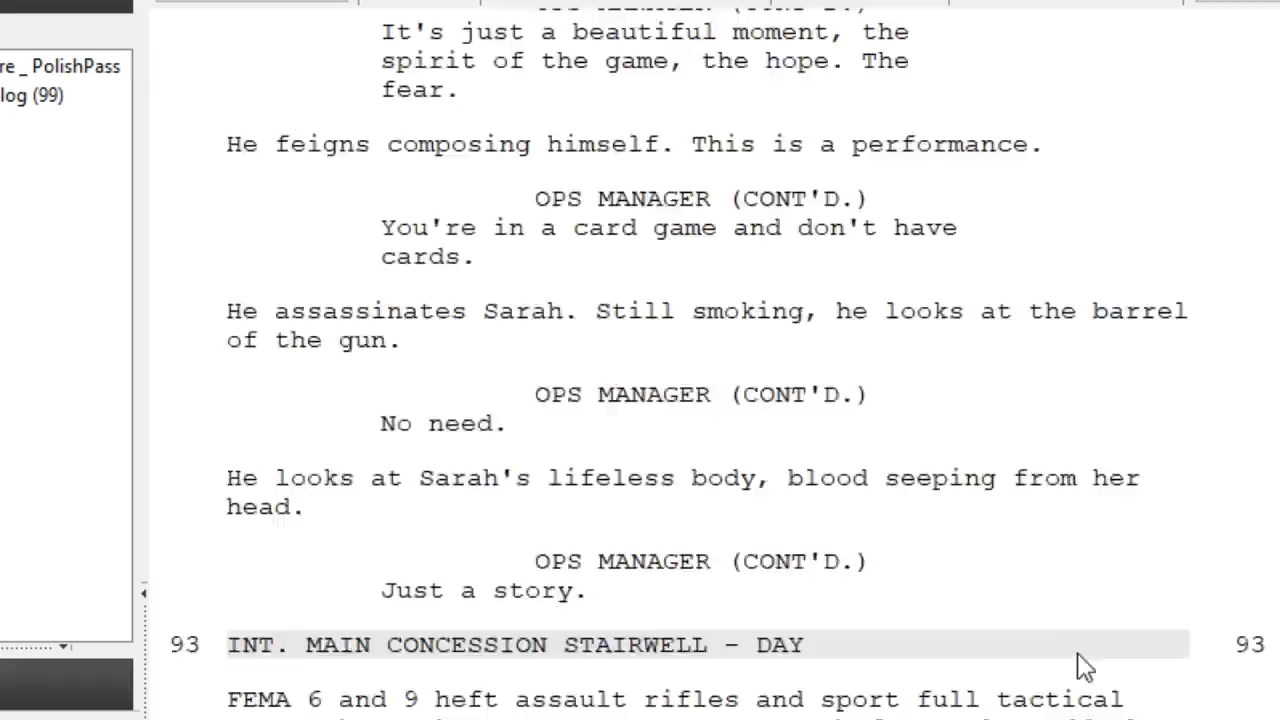 re_PolishPass
log (99)
It's just a beautiful moment, the
spirit of the game, the hope. The
fear.
He feigns composing himself. This is a performance.
OPS MANAGER (CONT'D.)
You're in a card game and don't have
cards.
He assassinates Sarah. Still smoking, he looks at the barrel
of the gun.
OPS MANAGER (CONT'D.)
No need.
He looks at Sarah's lifeless body, blood seeping from her
head.
OPS MANAGER (CONT'D.)
Just a story.
93 INT. MAIN CONCESSION STAIRWELL - DAY 93
FEMA 6 and 9 heft assault rifles and sport full tactical